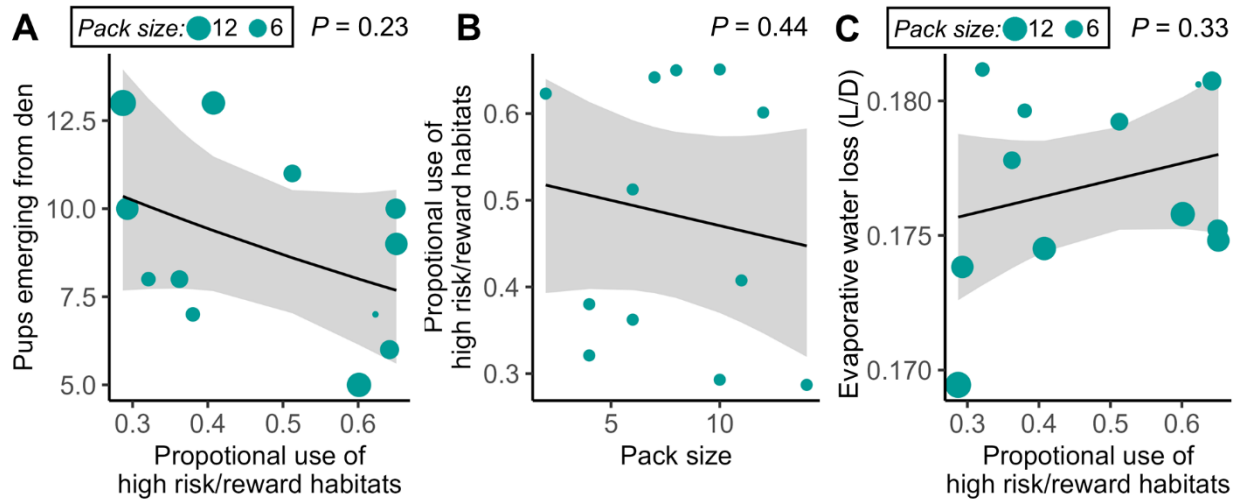 A
Pack size: 12 6
P = 0.23
Pups emerging from den
12.5
10.0
7.5
5.0
0.3 0.4 0.5 0.6
Propotional use of
high risk/reward habitats
B
P = 0.44
Propotional use of
high risk/reward habitats
0.6
0.5
0.4
0.3
5 10
Pack size
C
Pack size: 12 6
P = 0.33
Evaporative water loss (L/D)
0.180
0.175
0.170
0.3 0.4 0.5 0.6
Propotional use of
high risk/reward habitats